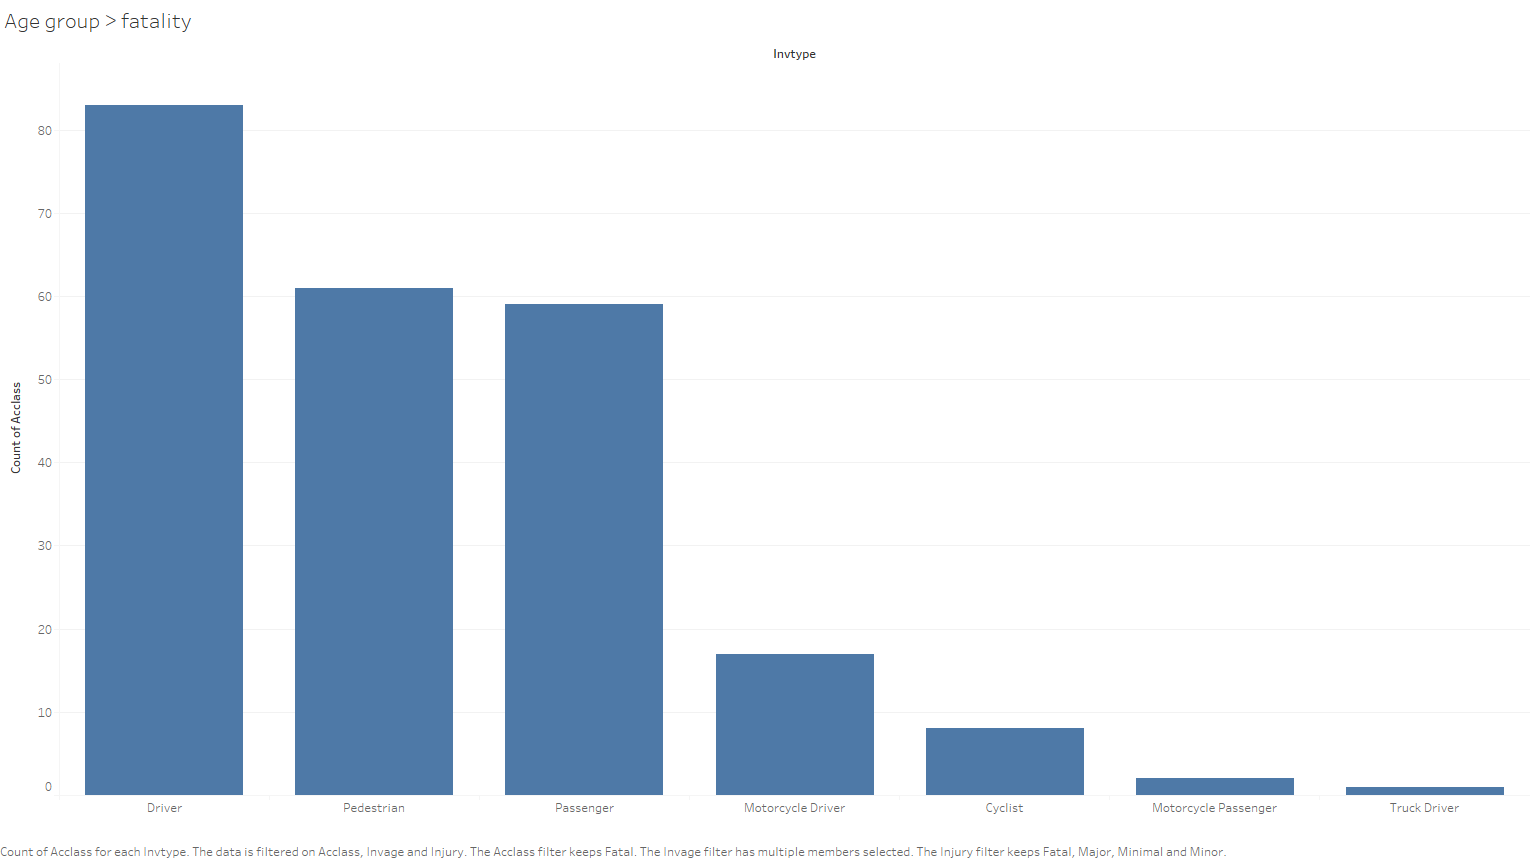 Age group > fatality
Invtype
Count of Acclass
80
70
60
50
40
30
20
10
0
Driver Pedestrian Passenger Motorcycle Driver Cyclist Motorcycle Passenger Truck Driver
Count of Acclass for each Invtype. The data is filtered on Acclass, Invage and Injury. The Acclass filter keeps Fatal. The Invage filter has multiple members selected. The Injury filter keeps Fatal, Major, Minimal and Minor.